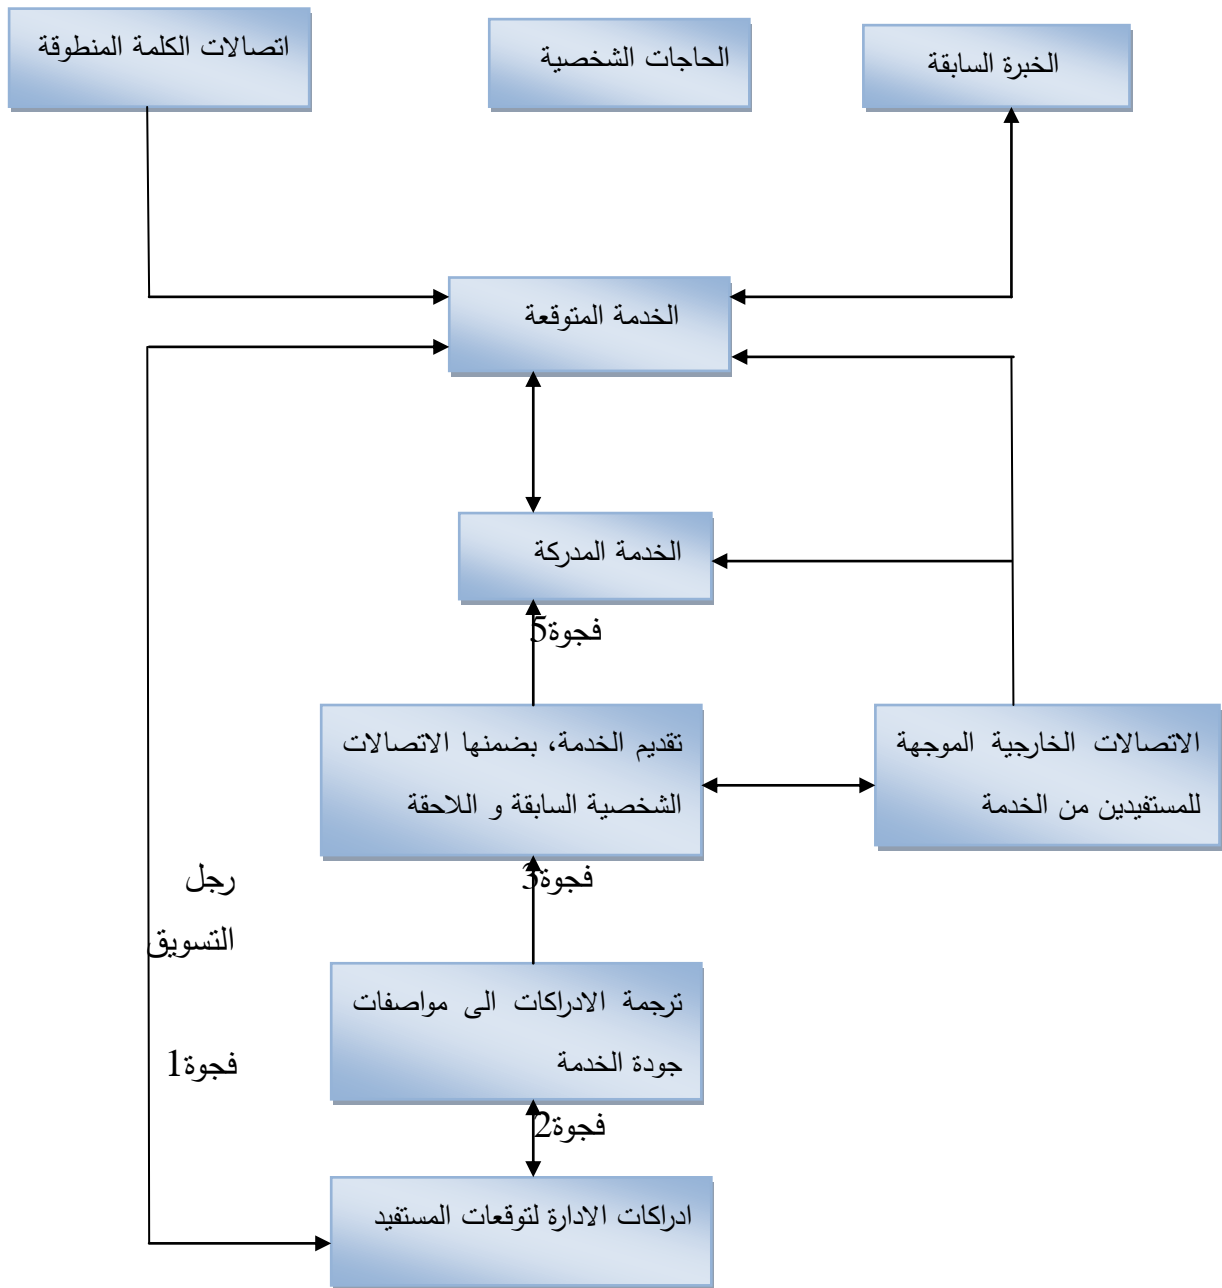 الخبرة السابقة
الحاجات الشخصية
اتصالات الكلمة المنطوقة
الخدمة المتوقعة
الخدمة المدركة
فجوة5
الاتصالات الخارجية الموجهة
للمستفيدين من الخدمة
تقديم الخدمة، بضمنها الاتصالات
الشخصية السابقة و اللاحقة
فجوة3
رجل
التسويق
ترجمة الادراكات الى مواصفات
جودة الخدمة
فجوة1
فجوة2
ادراكات الادارة لتوقعات المستفيد